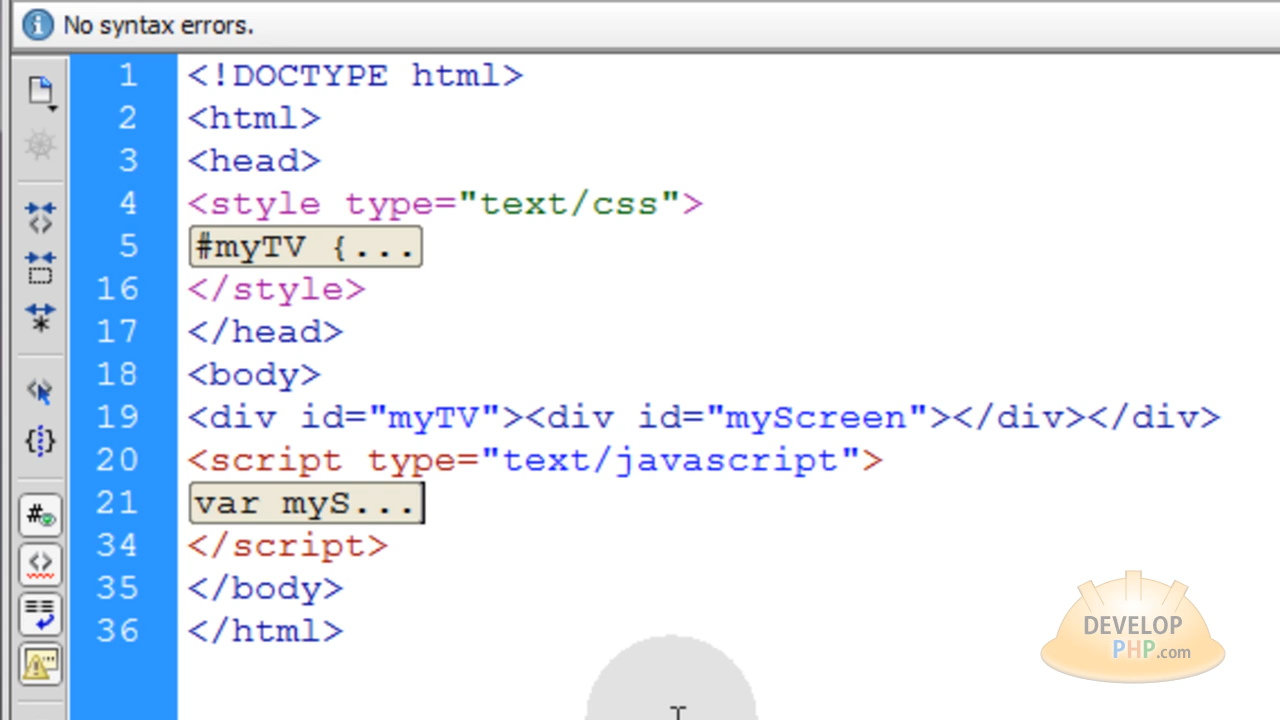 No syntax errors.
1 <!DOCTYPE html>
2 <html>
3 <head>
4 <style type="text/css">
5 #myTV {...
16 </style>
17 </head>
18 <body>
19 <div id="myTV"><div id="myScreen"></div></div>
20 <script type="text/javascript">
21 var myS...
34 </script>
35 </body>
36 </html>
DEVELOP
PHP.com